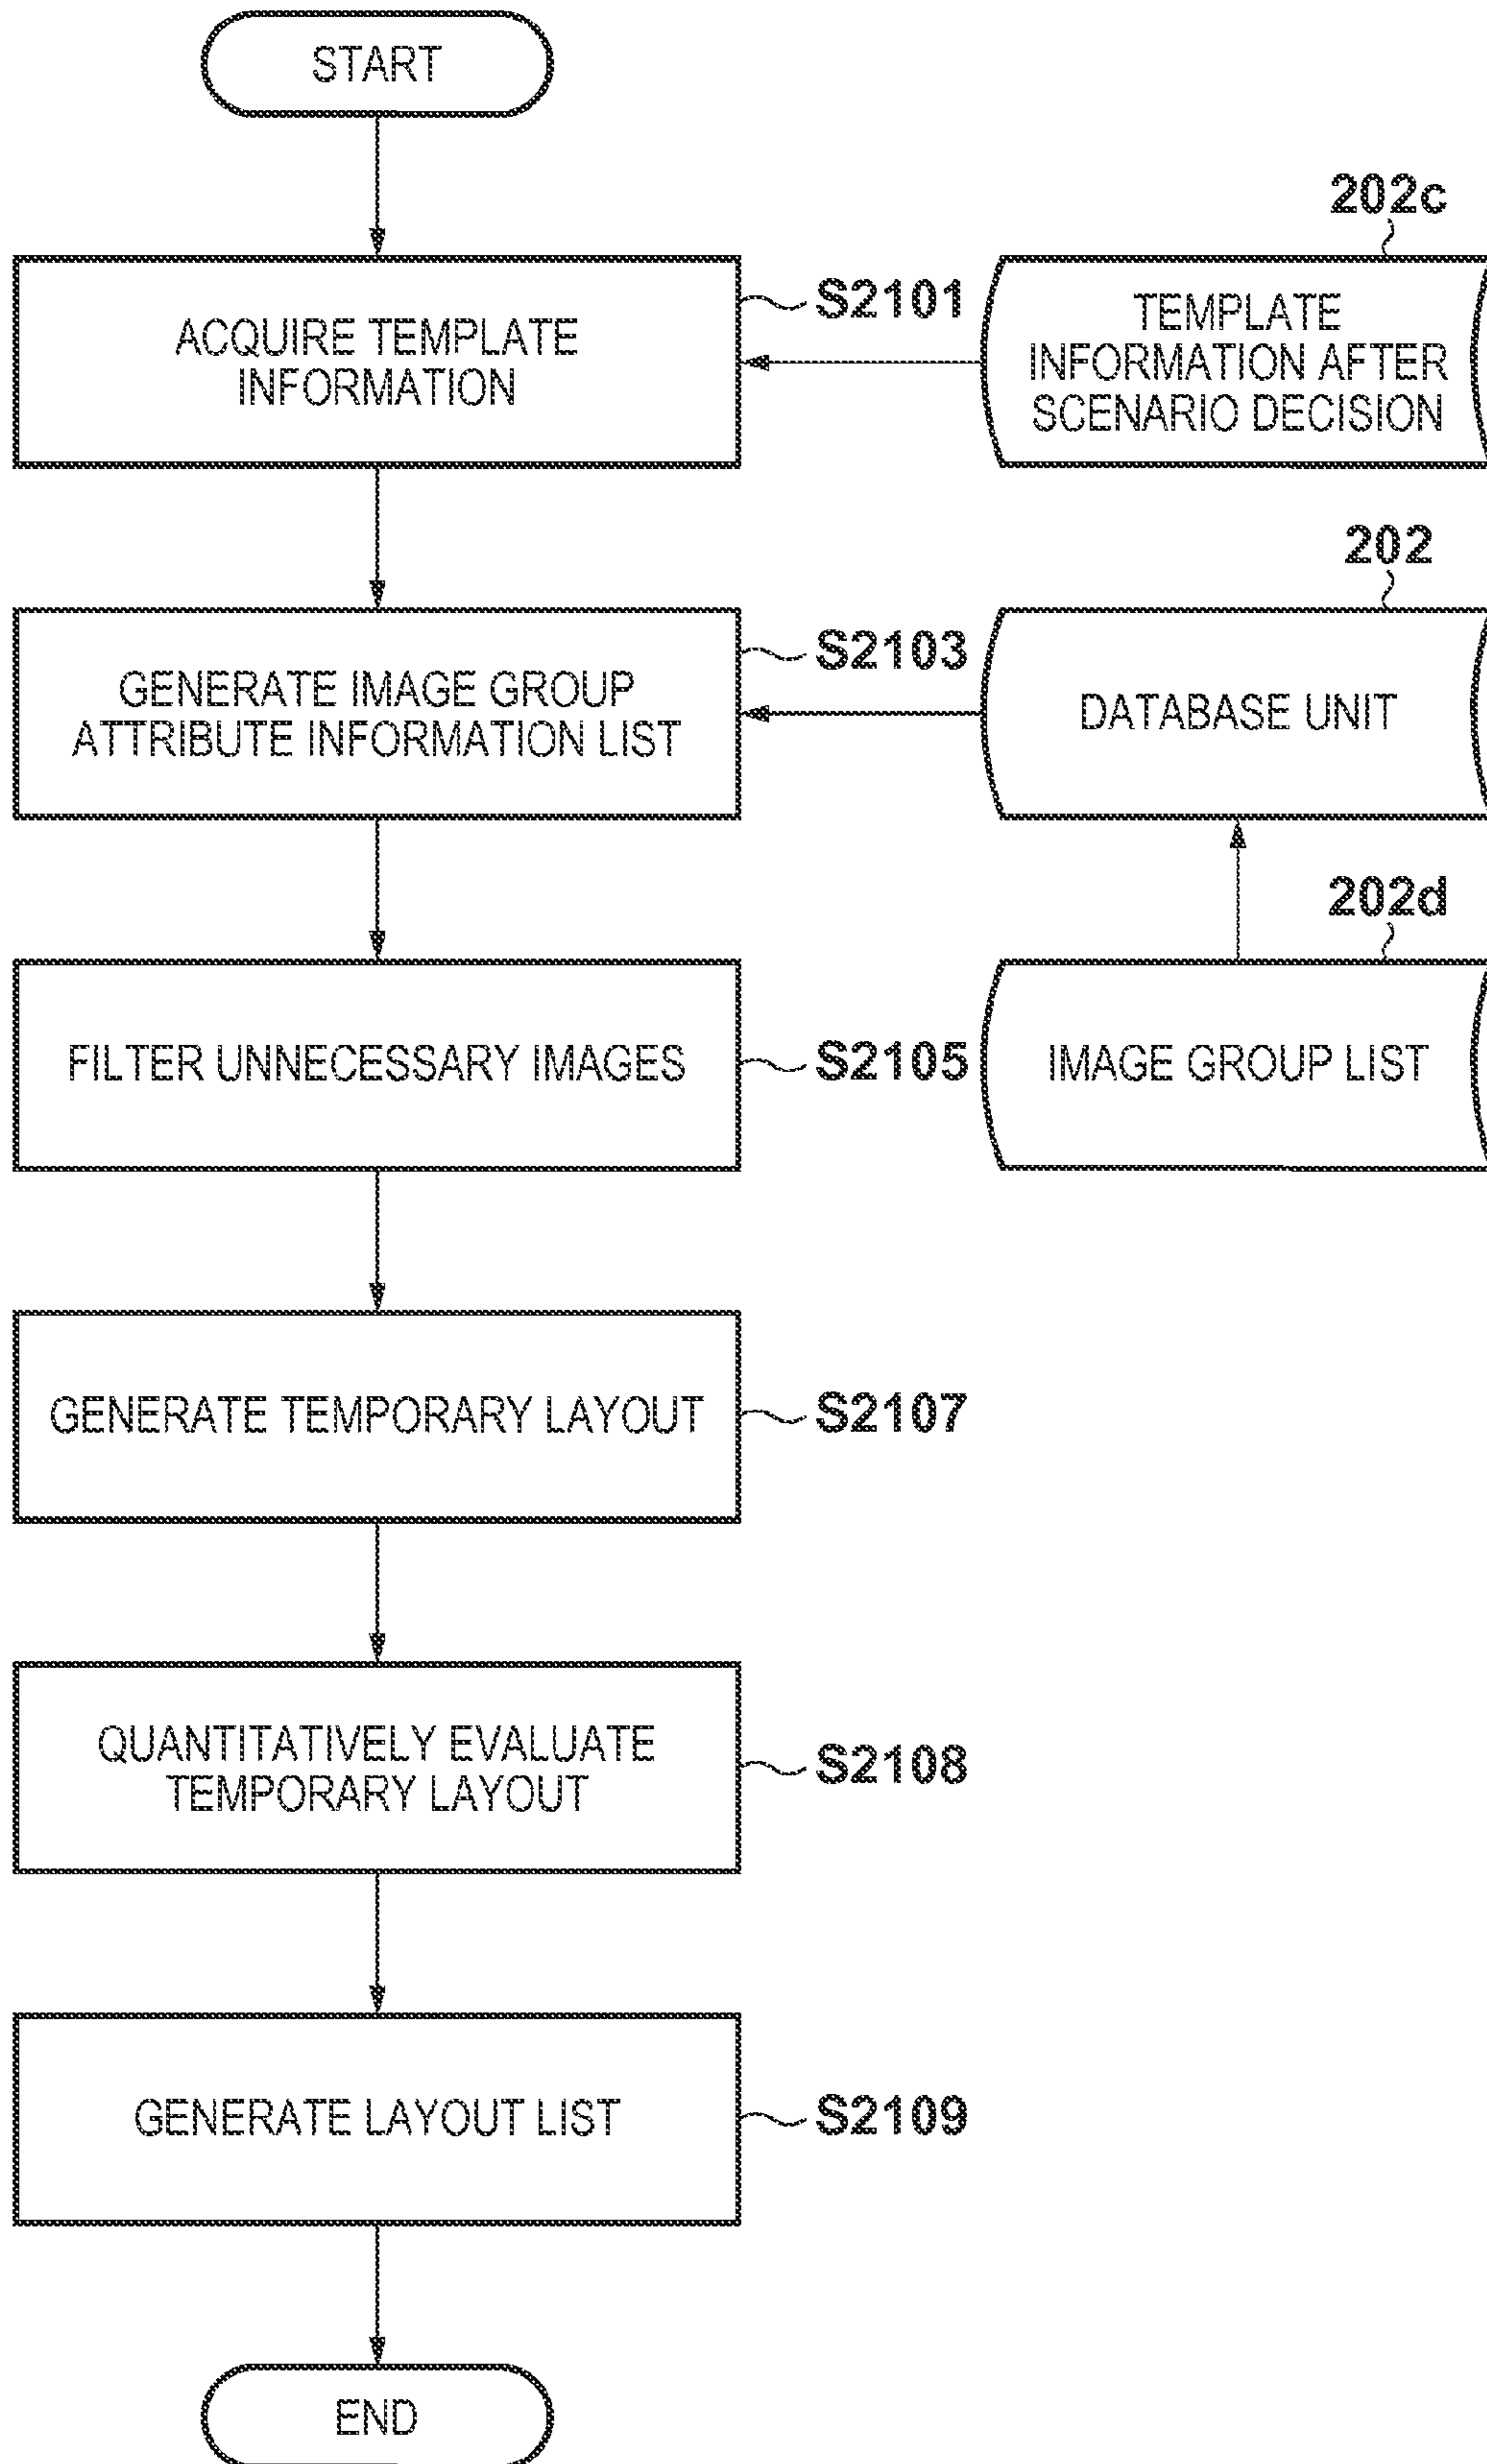 START
202c
ACQUIRE TEMPLATE
INFORMATION
S2101
TEMPLATE
INFORMATION AFTER
SCENARIO DECISION
202
GENERATE IMAGE GROUP
ATTRIBUTE INFORMATION LIST
S2103
DATABASE UNIT
202d
FILTER UNNECESSARY IMAGES
S2105
IMAGE GROUP LIST
GENERATE TEMPORARY LAYOUT
S2107
QUANTITATIVELY EVALUATE
TEMPORARY LAYOUT
S2108
GENERATE LAYOUT LIST
S2109
END